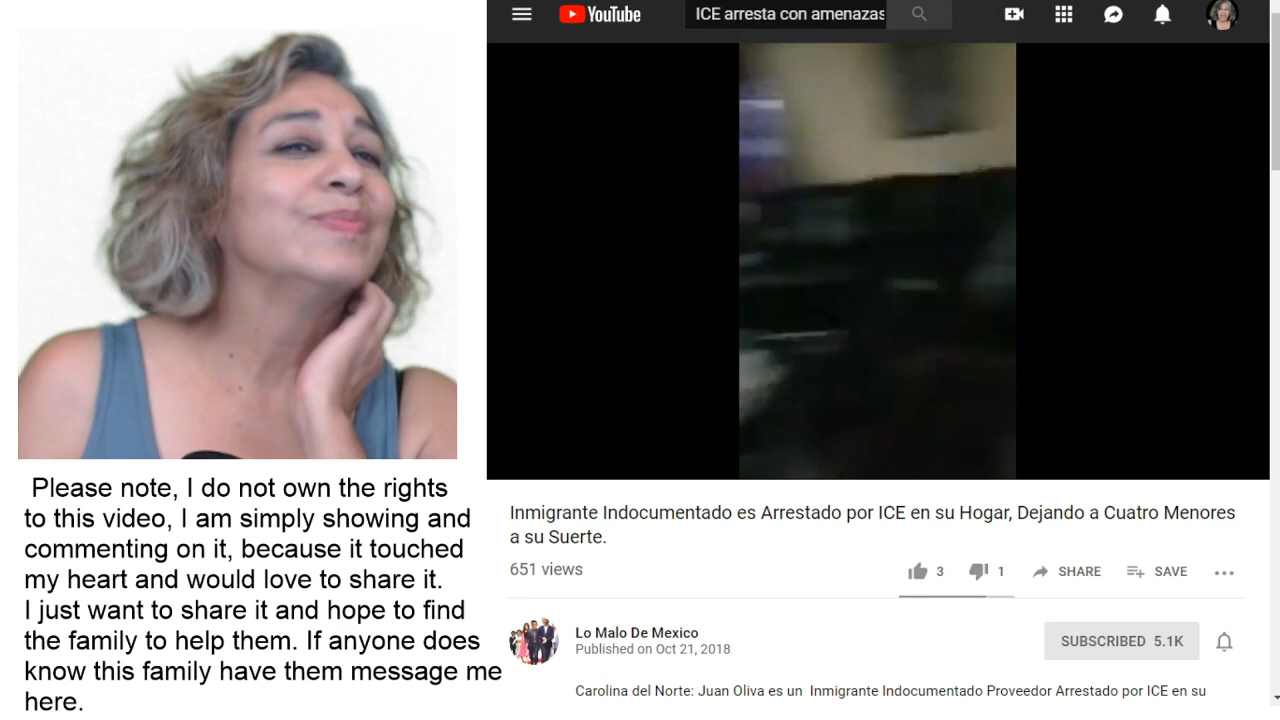 YouTube
ICE arresta con amenazas
Please note, I do not own the rights
to this video, I am simply showing and
commenting on it, because it touched
my heart and would love to share it.
I just want to share it and hope to find
the family to help them. If anyone does
know this family have them message me
here.
Inmigrante Indocumentado es Arrestado por ICE en su Hogar, Dejando a Cuatro Menores
a su Suerte.
651 views
3
1
SHARE
SAVE
Lo Malo De Mexico
Published on Oct 21, 2018
SUBSCRIBED 5.1K
Carolina del Norte: Juan Oliva es un Inmigrante Indocumentado Proveedor Arrestado por ICE en su